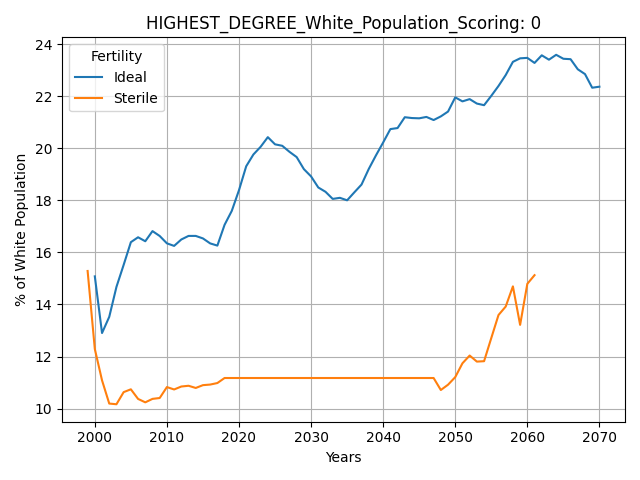 HIGHEST_DEGREE_White_Population_Scoring: 0
Fertility
Ideal
Sterile
% of White Population
24
22
20
18
16
14
12
10
2000 2010 2020 2030 2040 2050 2060 2070
Years